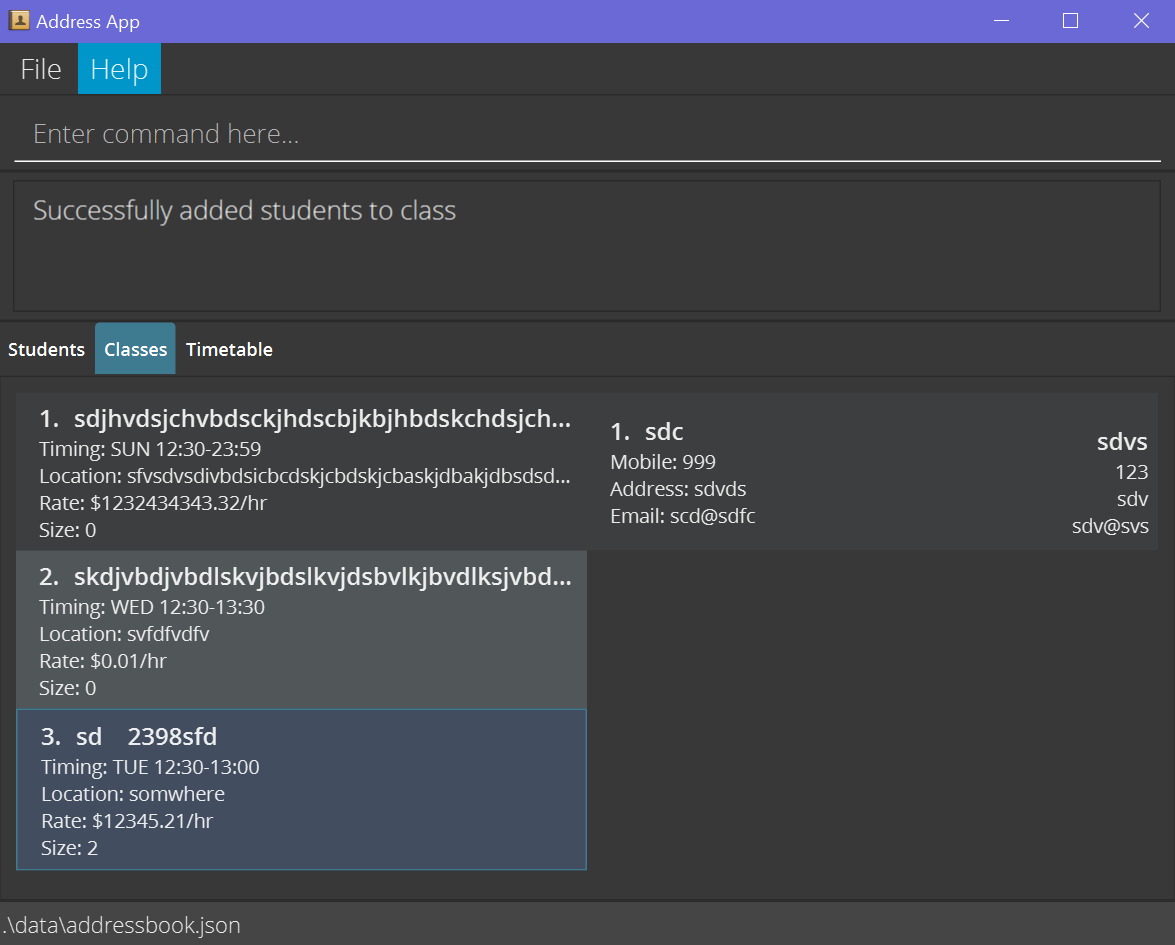 Address App
File Help
Enter command here...
Successfully added students to class
Students Classes Timetable
1. sdjhvdsjchvbdsckjhdscbjkbjhbdskchdsjch...
Timing: SUN 12:30-23:59
Location: sfvsdvsdivbdsicbcdskjcbdskjcbaskjdbakjdbsdsd...
Rate: $1232434343.32/hr
Size: 0
2. skdjvbdjvbdlskvjbdslkvjdsbvlkjbvdlksjvbd...
Timing: WED 12:30-13:30
Location: svfdfvdfv
Rate: $0.01/hr
Size: 0
3. sd 2398sfd
Timing: TUE 12:30-13:00
Location: somwhere
Rate: $12345.21/hr
Size: 2
1. sdc
Mobile: 999
Address: sdvds
Email: scd@sdfc
sdvs
123
sdv
sdv@svs
.\data\addressbook.json